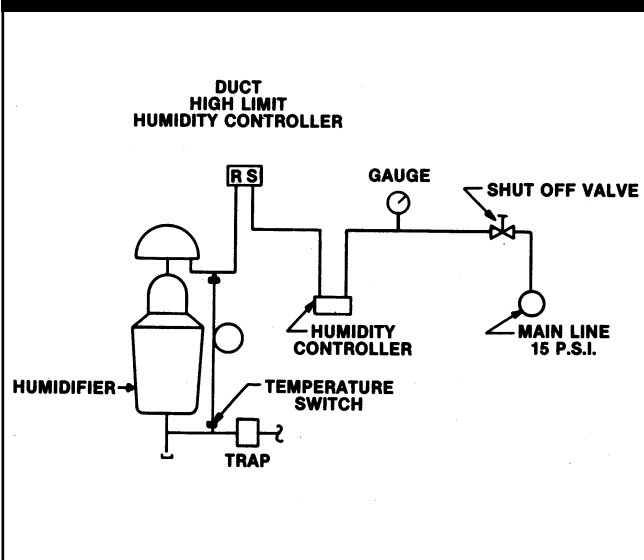 DUCT
HIGH LIMIT
HUMIDITY CONTROLLER
R S
GAUGE
SHUT OFF VALVE
HUMIDITY
CONTROLLER
MAIN LINE
15 P.S.I.
HUMIDIFIER
TEMPERATURE
SWITCH
TRAP